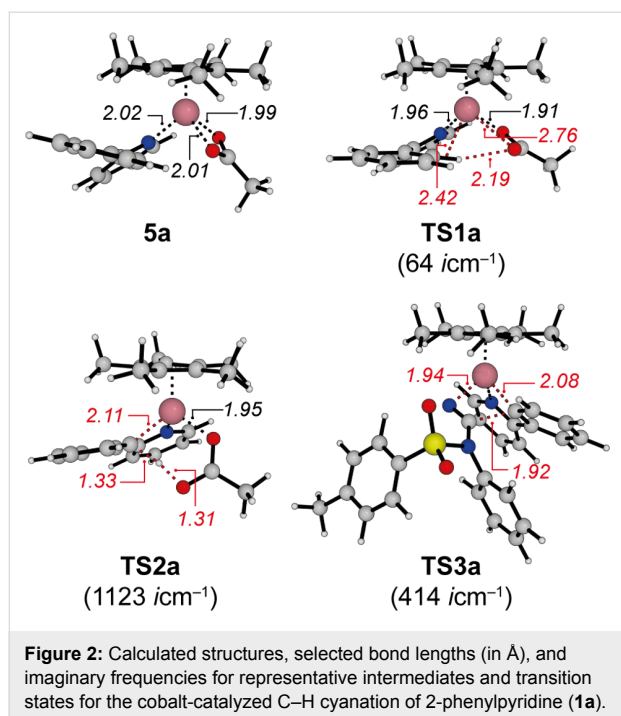 2.02
1.99
2.01
5a
1.96
1.91
2.76
2.42
2.19
TS1a
(64 icm⁻¹)
2.11
1.95
1.33
1.31
TS2a
(1123 icm⁻¹)
1.94
2.08
1.92
TS3a
(414 icm⁻¹)
Figure 2: Calculated structures, selected bond lengths (in Å), and
imaginary frequencies for representative intermediates and transition
states for the cobalt-catalyzed C–H cyanation of 2-phenylpyridine (1a).